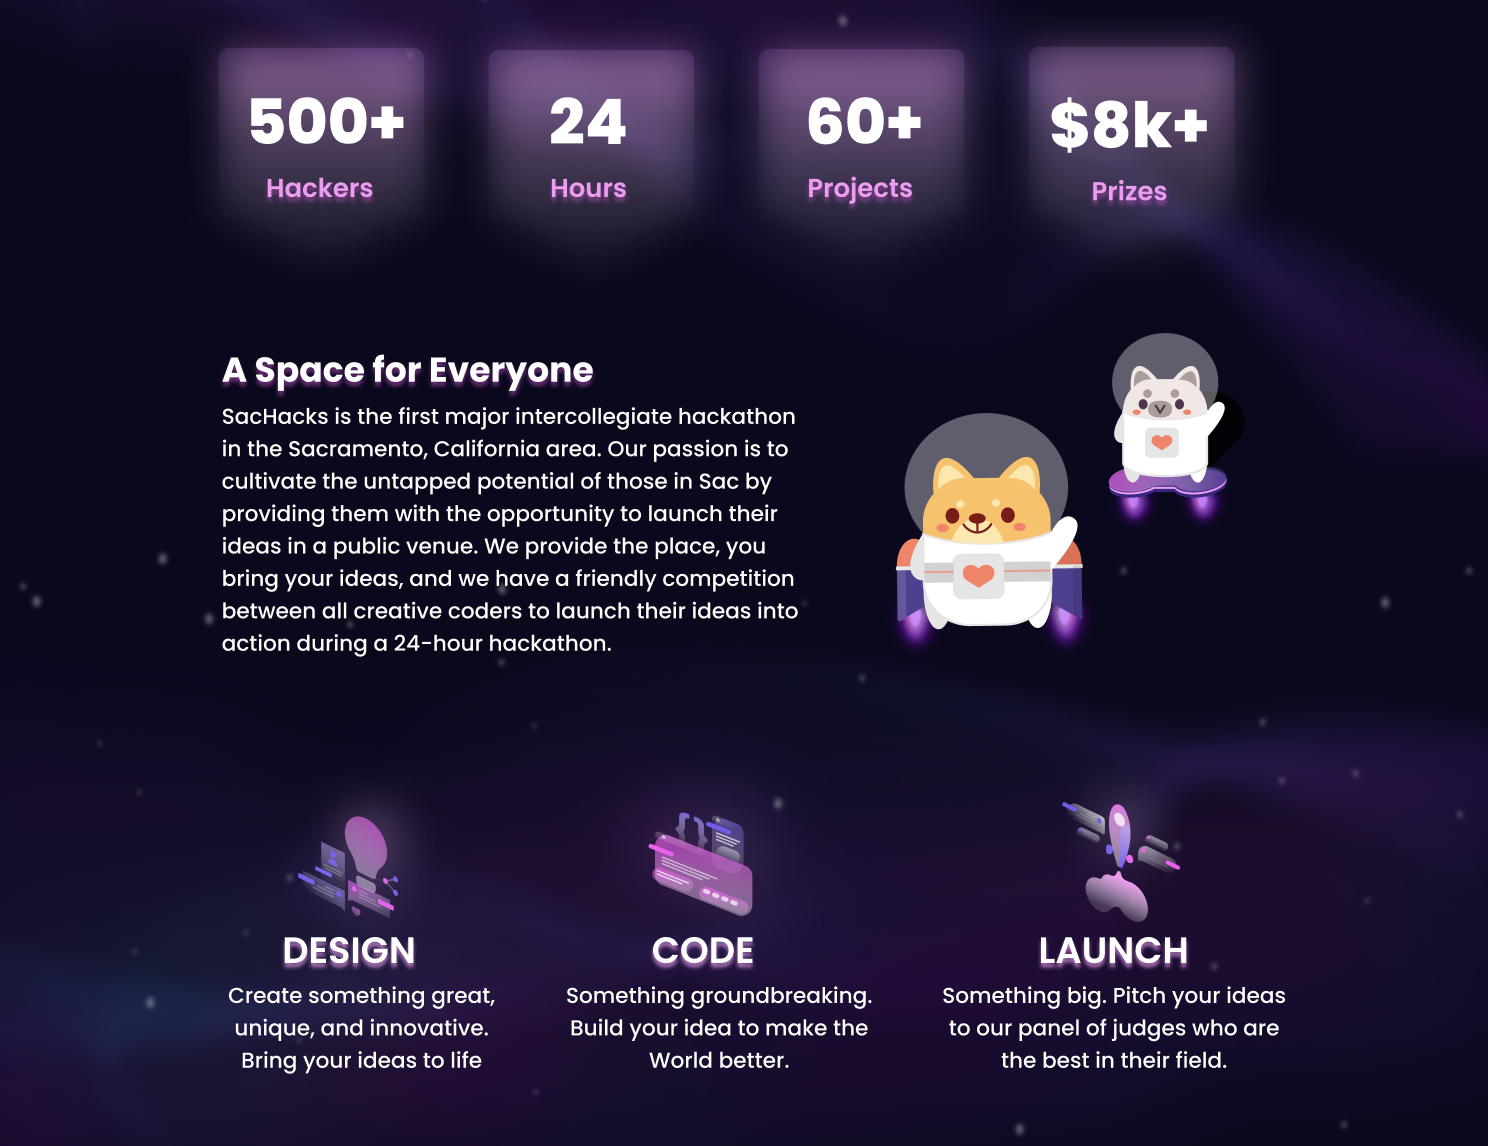 500+
Hackers
24
Hours
60+
Projects
$8k+
Prizes
A Space for Everyone
SacHacks is the first major intercollegiate hackathon
in the Sacramento, California area. Our passion is to
cultivate the untapped potential of those in Sac by
providing them with the opportunity to launch their
ideas in a public venue. We provide the place, you
bring your ideas, and we have a friendly competition
between all creative coders to launch their ideas into
action during a 24-hour hackathon.
DESIGN
Create something great,
unique, and innovative.
Bring your ideas to life
CODE
Something groundbreaking.
Build your idea to make the
World better.
LAUNCH
Something big. Pitch your ideas
to our panel of judges who are
the best in their field.